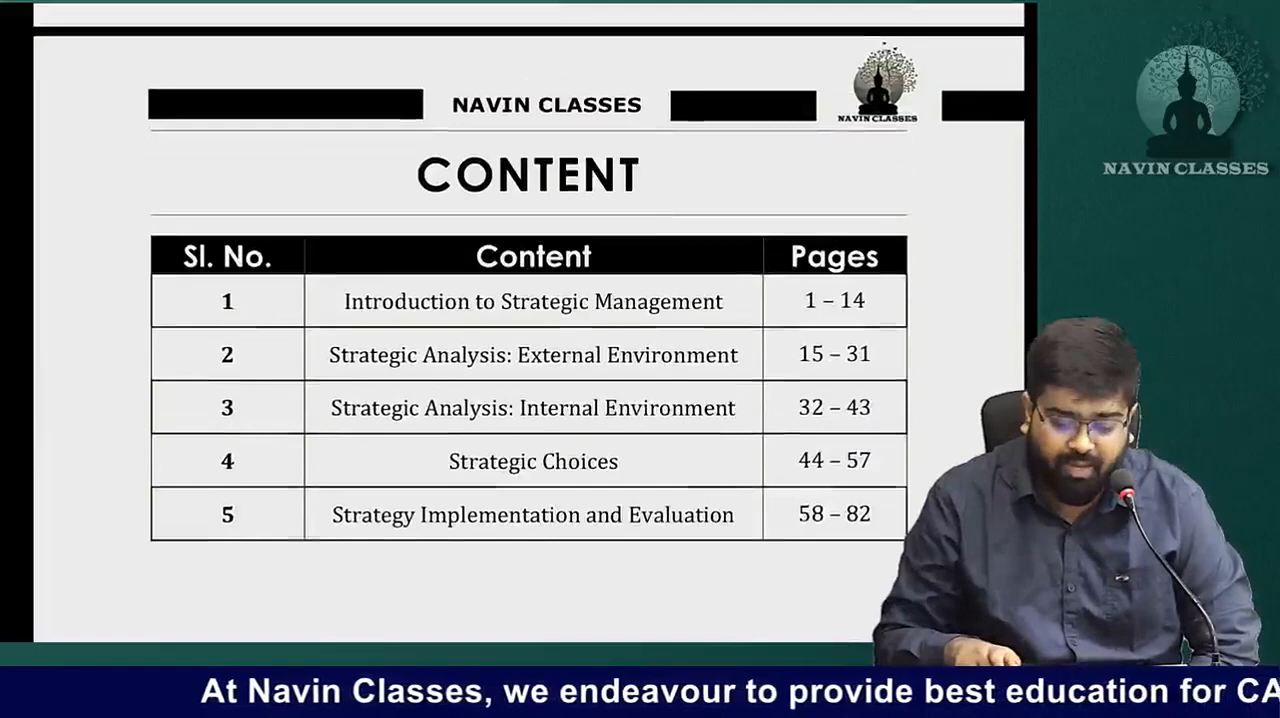 NAVIN CLASSES
NAVIN CLASSES
NAVIN CLASSES
CONTENT
Sl. No. Content Pages
1 Introduction to Strategic Management 1 – 14
2 Strategic Analysis: External Environment 15 – 31
3 Strategic Analysis: Internal Environment 32 – 43
4 Strategic Choices 44 – 57
5 Strategy Implementation and Evaluation 58 – 82
At Navin Classes, we endeavour to provide best education for CA